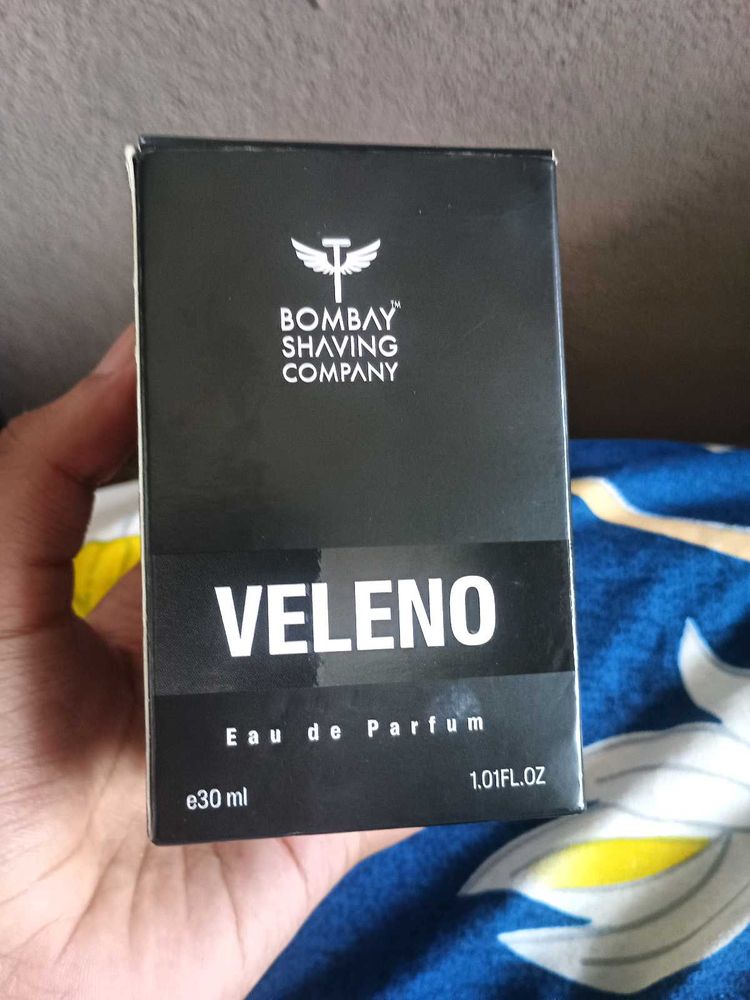 BOMBAY™
SHAVING
COMPANY
VELENO
Eau de Parfum
e30 ml
1.01FL.OZ